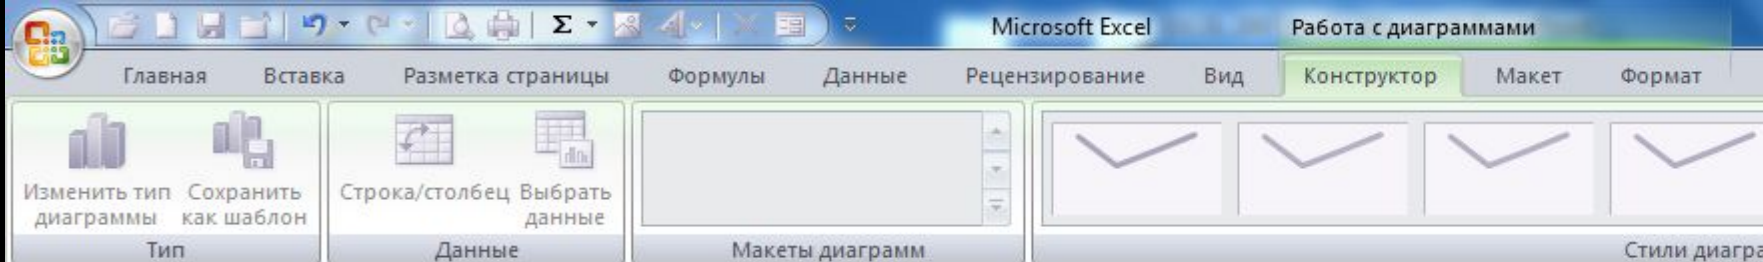 Microsoft Excel Работа с диаграммами
Главная Вставка Разметка страницы Формулы Данные Рецензирование Вид Конструктор Макет Формат
Изменить тип диаграммы
Сохранить как шаблон
Строка/столбец
Выбрать данные
Тип Данные Макеты диаграмм Стили диагра